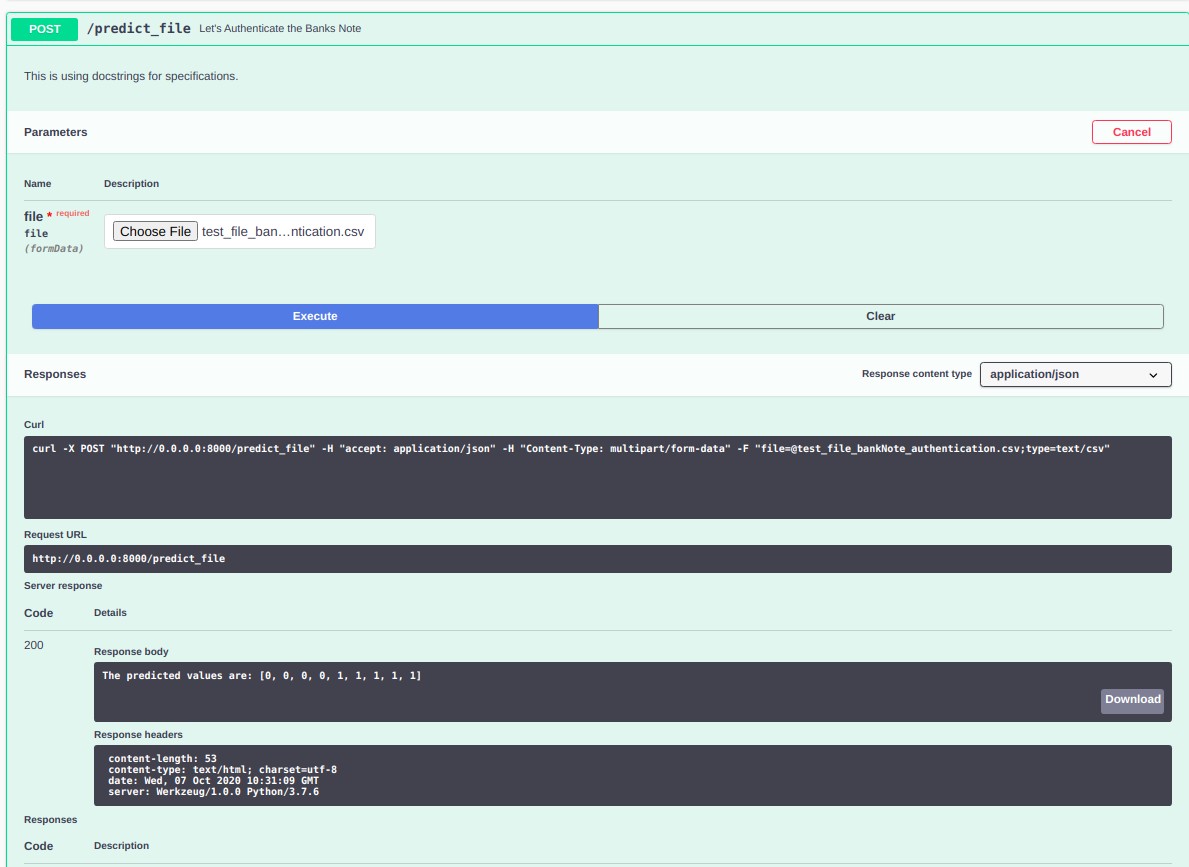 POST /predict_file Let's Authenticate the Banks Note
This is using docstrings for specifications.
Parameters Cancel
Name Description
file * required
file
(formData)
Choose File test_file_ban…ntication.csv
Execute Clear
Responses Response content type application/json
Curl
curl -X POST "http://0.0.0.0:8000/predict_file" -H "accept: application/json" -H "Content-Type: multipart/form-data" -F "file=@test_file_bankNote_authentication.csv;type=text/csv"
Request URL
http://0.0.0.0:8000/predict_file
Server response
Code Details
200
Response body
The predicted values are: [0, 0, 0, 0, 1, 1, 1, 1, 1]
Download
Response headers
content-length: 53
content-type: text/html; charset=utf-8
date: Wed, 07 Oct 2020 10:31:09 GMT
server: Werkzeug/1.0.0 Python/3.7.6
Responses
Code Description